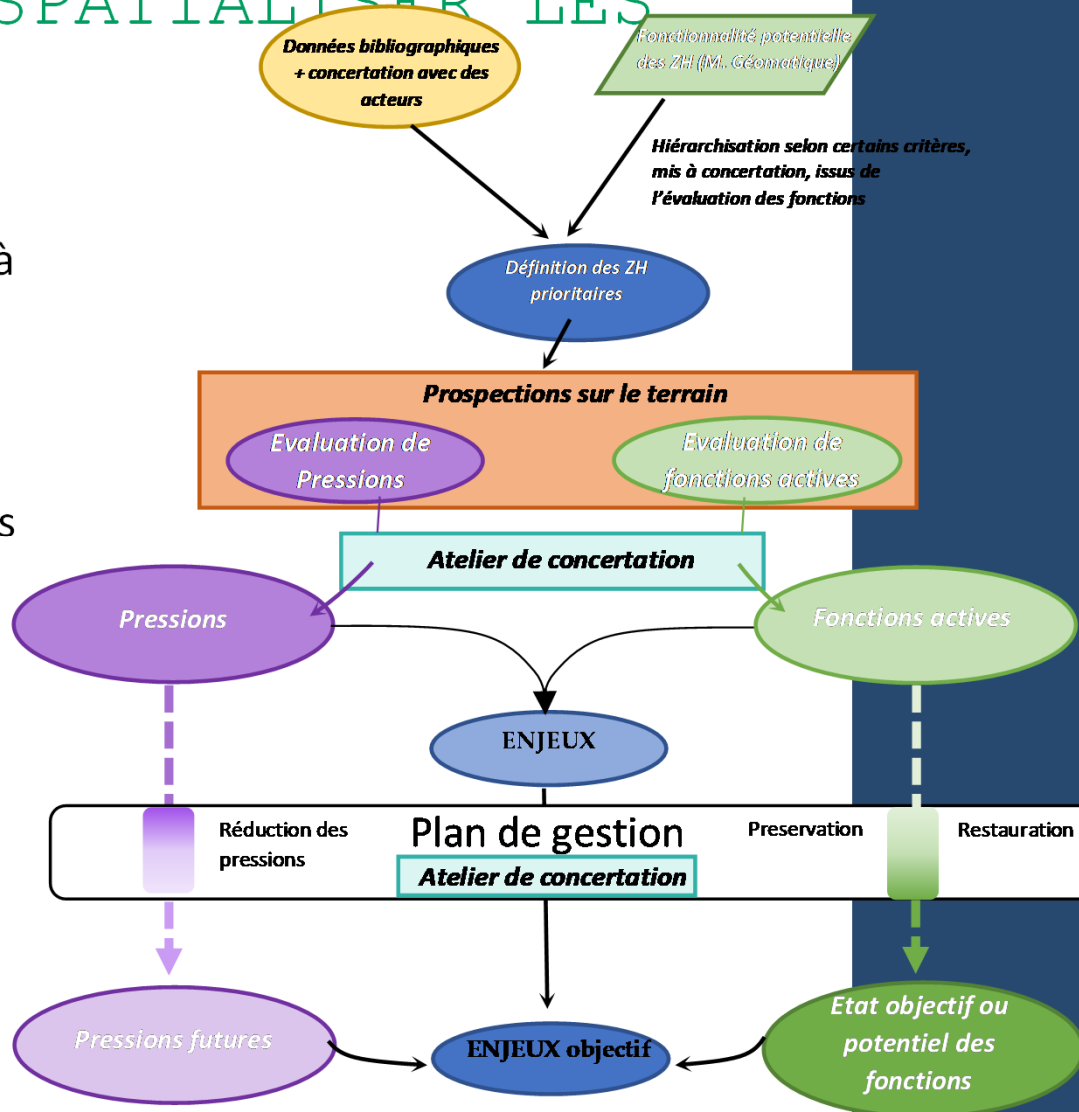 SPATIALISER LES
Données bibliographiques
+ concertation avec des
acteurs
Fonctionnalité potentielle
des ZH (M. Géomatique)
Hiérarchisation selon certains critères,
mis à concertation, issus de
l'évaluation des fonctions
à
Définition des ZH
prioritaires
Prospections sur le terrain
Evaluation de
Pressions
Evaluation de
fonctions actives
s
Atelier de concertation
Pressions
Fonctions actives
ENJEUX
Réduction des
pressions
Plan de gestion
Atelier de concertation
Preservation
Restauration
Pressions futures
ENJEUX objectif
Etat objectif ou
potentiel des
fonctions